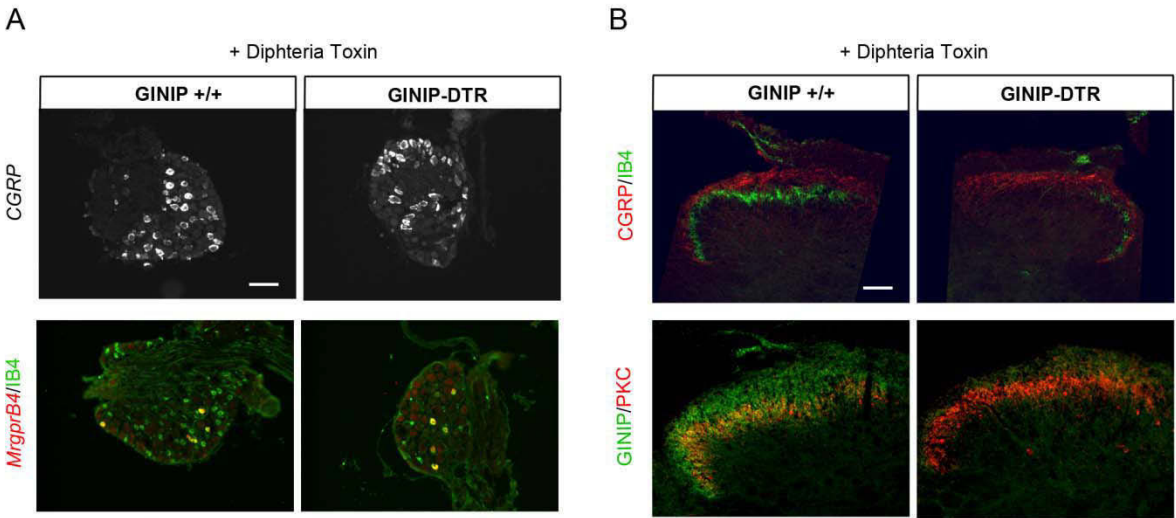 A
+ Diphteria Toxin
GINIP +/+
GINIP-DTR
CGRP
MrgprB4/IB4
B
+ Diphteria Toxin
GINIP +/+
GINIP-DTR
CGRP/IB4
GINIP/PKC